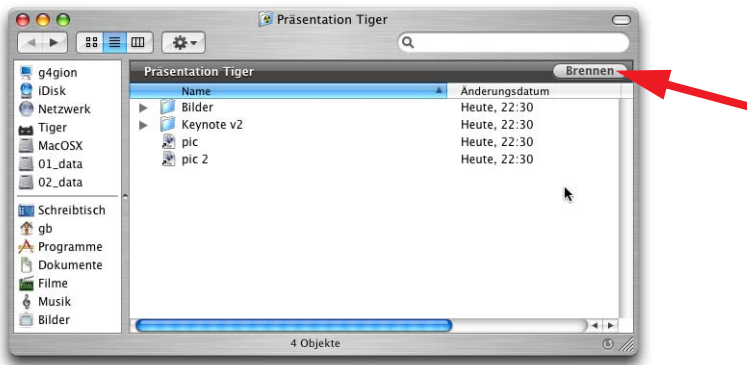 Präsentation Tiger
g4gion
iDisk
Netzwerk
Tiger
MacOSX
01_data
02_data
Schreibtisch
gb
Programme
Dokumente
Filme
Musik
Bilder
Präsentation Tiger Brennen
Name Änderungsdatum
Bilder Heute, 22:30
Keynote v2 Heute, 22:30
pic Heute, 22:30
pic 2 Heute, 22:30
4 Objekte